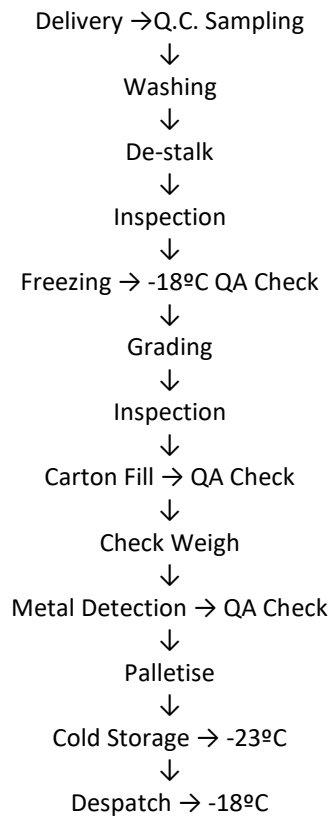 Delivery →Q.C. Sampling
↓
Washing
↓
De-stalk
↓
Inspection
↓
Freezing → -18ºC QA Check
↓
Grading
↓
Inspection
↓
Carton Fill → QA Check
↓
Check Weigh
↓
Metal Detection → QA Check
↓
Palletise
↓
Cold Storage → -23ºC
↓
Despatch → -18ºC